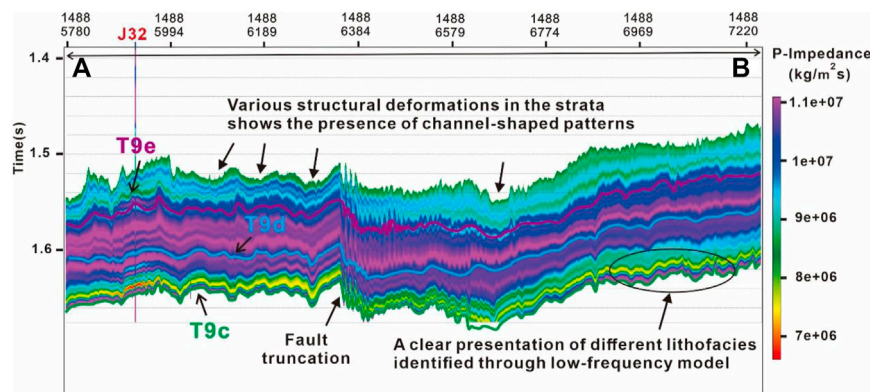 1488 1488 1488 1488 1488 1488 1488 1488
5780 J32 5994 6189 6384 6579 6774 6969 7220
A B
P-Impedance
(kg/m²s)
1.4
1.5
1.6
Time(s)
Various structural deformations in the strata
shows the presence of channel-shaped patterns
T9e
T9d
T9c
Fault
truncation
A clear presentation of different lithofacies
identified through low-frequency model
1.1e+07
1e+07
9e+06
8e+06
7e+06